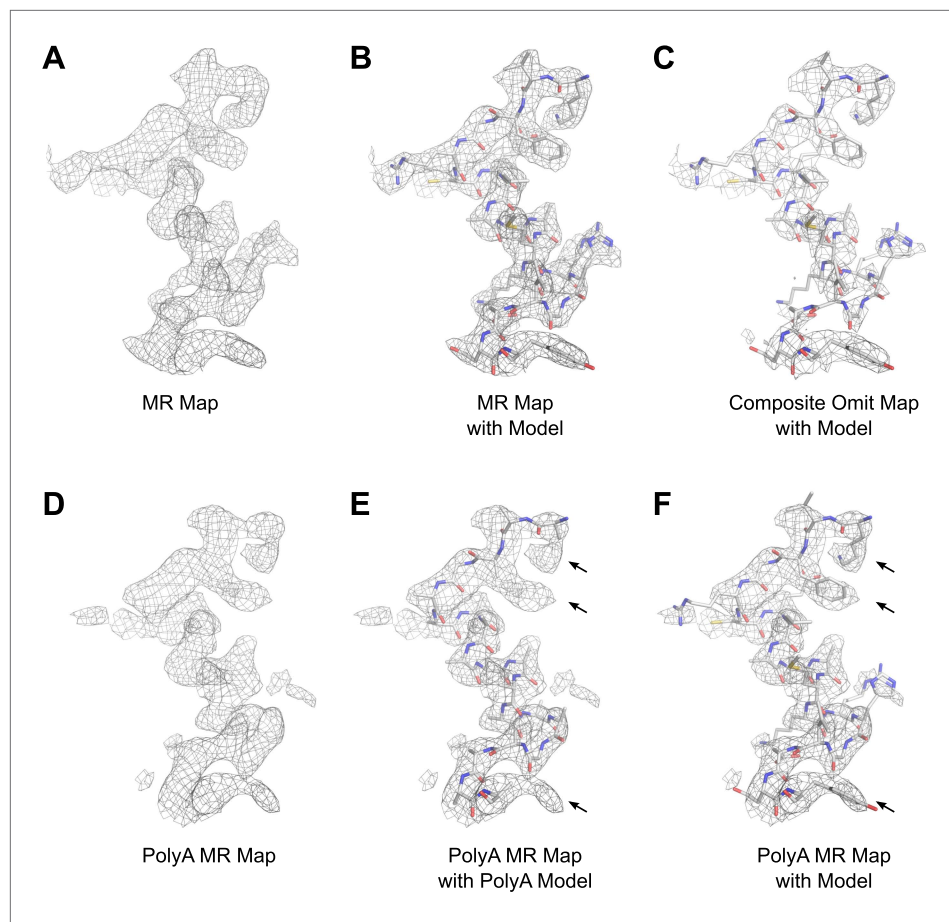 A
B
C
MR Map
MR Map
with Model
Composite Omit Map
with Model
D
E
F
PolyA MR Map
PolyA MR Map
with PolyA Model
PolyA MR Map
with Model